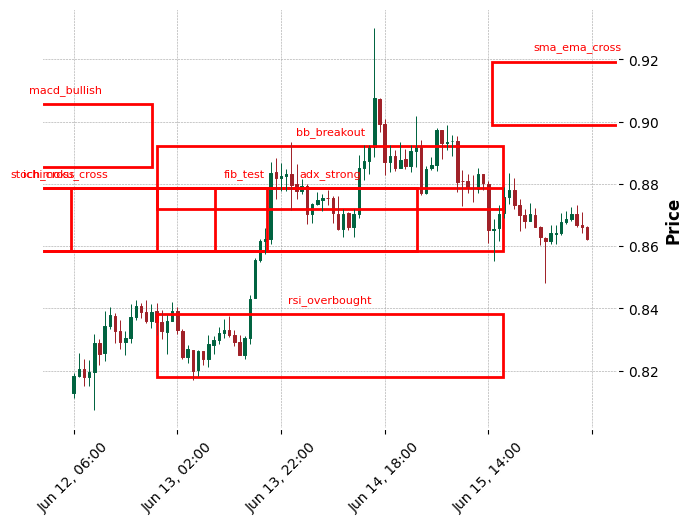 sma_ema_cross
macd_bullish
bb_breakout
fib_test
adx_strong
rsi_overbought
0.92
0.90
0.88
0.86
0.84
0.82
Price
Jun 12, 06:00
Jun 13, 02:00
Jun 13, 22:00
Jun 14, 18:00
Jun 15, 14:00